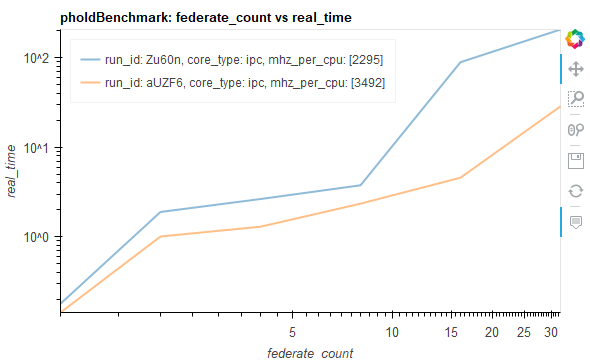 pholdBenchmark: federate_count vs real_time
run_id: Zu60n, core_type: ipc, mhz_per_cpu: [2295]
run_id: aUZF6, core_type: ipc, mhz_per_cpu: [3492]
10^2
10^1
10^0
real_time
5 10 15 20 25 30
federate_count